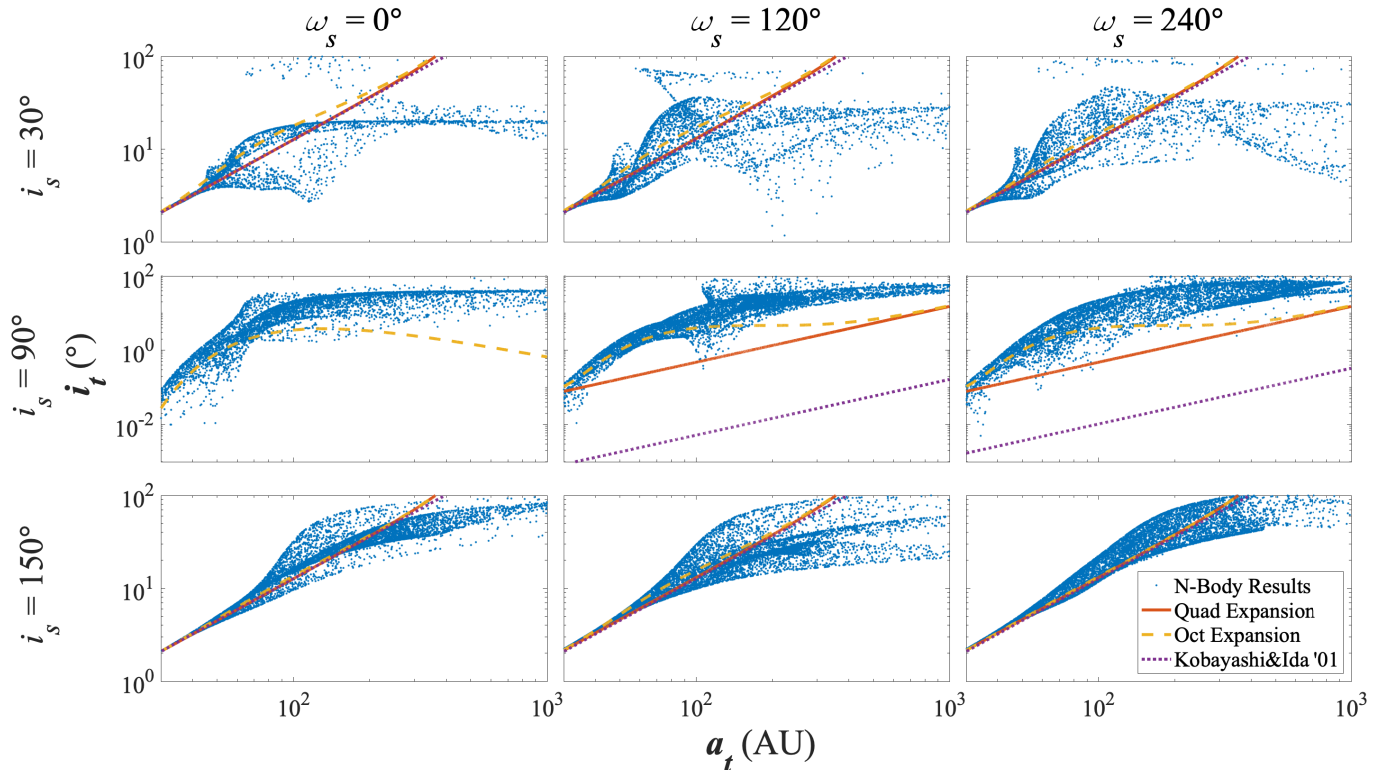 ω_s = 0° ω_s = 120° ω_s = 240°
i_s = 30°
10^2
10^1
10^0
i_s = 90°
i_t (°)
10^2
10^0
10^-2
i_s = 150°
10^2
10^1
10^0
N-Body Results
Quad Expansion
Oct Expansion
Kobayashi&Ida '01
10^2 10^3 10^2 10^3 10^2 10^3
a_t (AU)